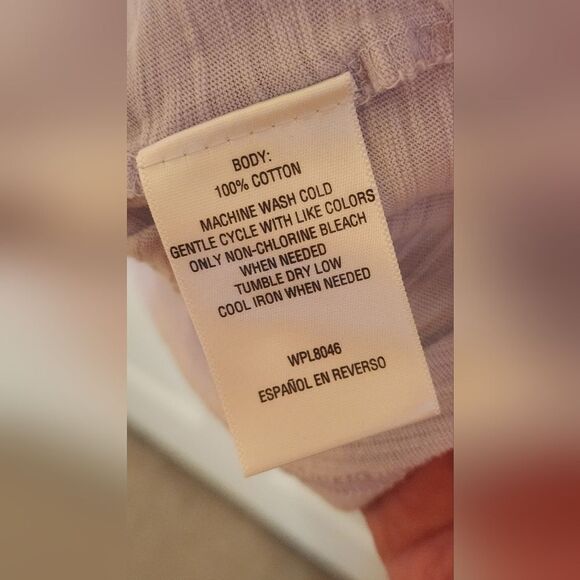 BODY:
100% COTTON
MACHINE WASH COLD
GENTLE CYCLE WITH LIKE COLORS
ONLY NON-CHLORINE BLEACH
WHEN NEEDED
TUMBLE DRY LOW
COOL IRON WHEN NEEDED
WPL8046
ESPAÑOL EN REVERSO